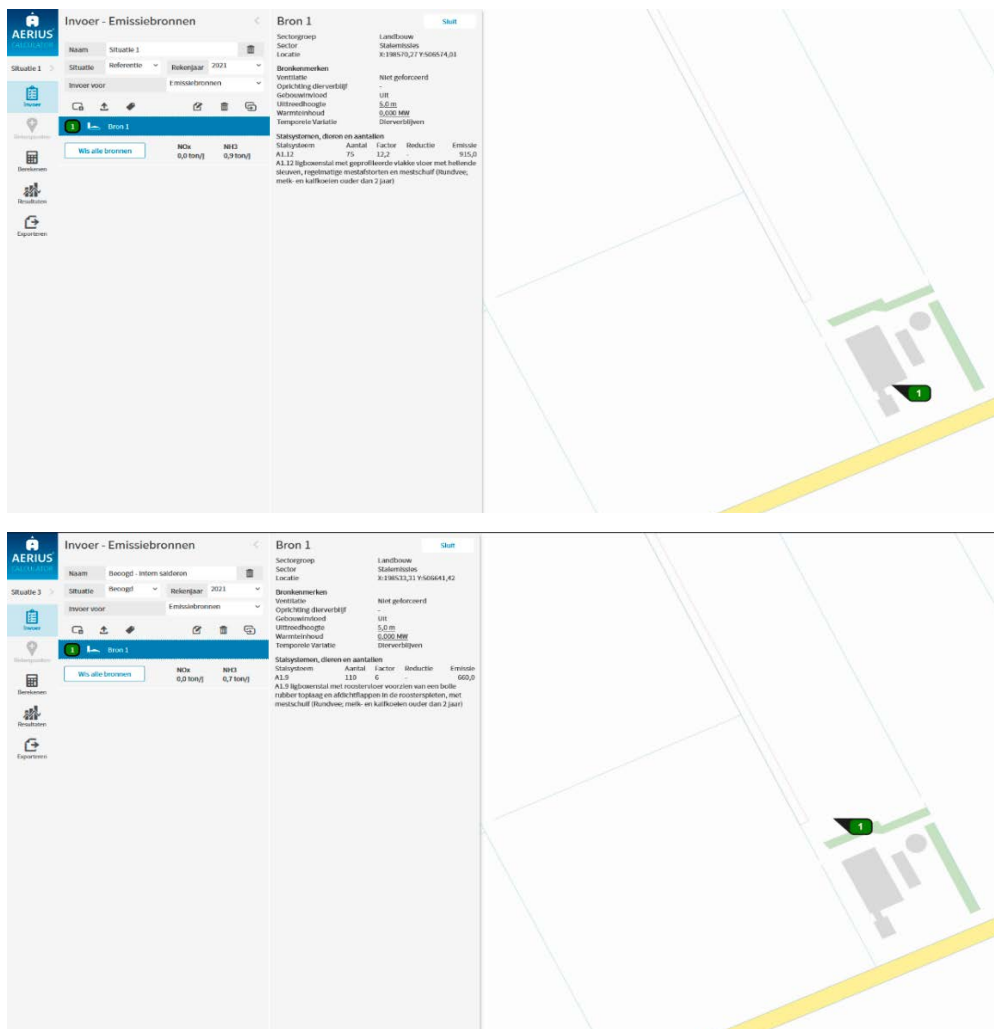 AERIUS
CALCULATOR
Situatie 1
Invoer
Rekenpunten
Berekenen
Resultaten
Exporteren
Invoer - Emissiebronnen
Naam Situatie 1
Situatie Referentie Rekenjaar 2021
Invoer voor Emissiebronnen
1 Bron 1
Wis alle bronnen
NOx NH3
0,0 ton/j 0,9 ton/j
Bron 1 Sluit
Sectorgroep Landbouw
Sector Stalemissies
Locatie X:198570,27 Y:506574,01
Bronkenmerken
Ventilatie Niet geforceerd
Oprichting dierverblijf -
Gebouwinvloed Uit
Uittreedhoogte 5,0 m
Warmteinhoud 0,000 MW
Temporele Variatie Dierverblijven
Stalsystemen, dieren en aantallen
Stalsysteem Aantal Factor Reductie Emissie
A1.12 75 12,2 - 915,0
A1.12 ligboxenstal met geprofileerde vlakke vloer met hellende
sleuven, regelmatige mestafstorten en mestschuif (Rundvee;
melk- en kalfkoeien ouder dan 2 jaar)
1
AERIUS
CALCULATOR
Situatie 3
Invoer
Rekenpunten
Berekenen
Resultaten
Exporteren
Invoer - Emissiebronnen
Naam Beoogd - Intern salderen
Situatie Beoogd Rekenjaar 2021
Invoer voor Emissiebronnen
1 Bron 1
Wis alle bronnen
NOx NH3
0,0 ton/j 0,7 ton/j
Bron 1 Sluit
Sectorgroep Landbouw
Sector Stalemissies
Locatie X:198533,31 Y:506641,42
Bronkenmerken
Ventilatie Niet geforceerd
Oprichting dierverblijf -
Gebouwinvloed Uit
Uittreedhoogte 5,0 m
Warmteinhoud 0,000 MW
Temporele Variatie Dierverblijven
Stalsystemen, dieren en aantallen
Stalsysteem Aantal Factor Reductie Emissie
A1.9 110 6 - 660,0
A1.9 ligboxenstal met roostervloer voorzien van een bolle
rubber toplaag en afdichtflappen in de roosterspleten, met
mestschuif (Rundvee; melk- en kalfkoeien ouder dan 2 jaar)
1